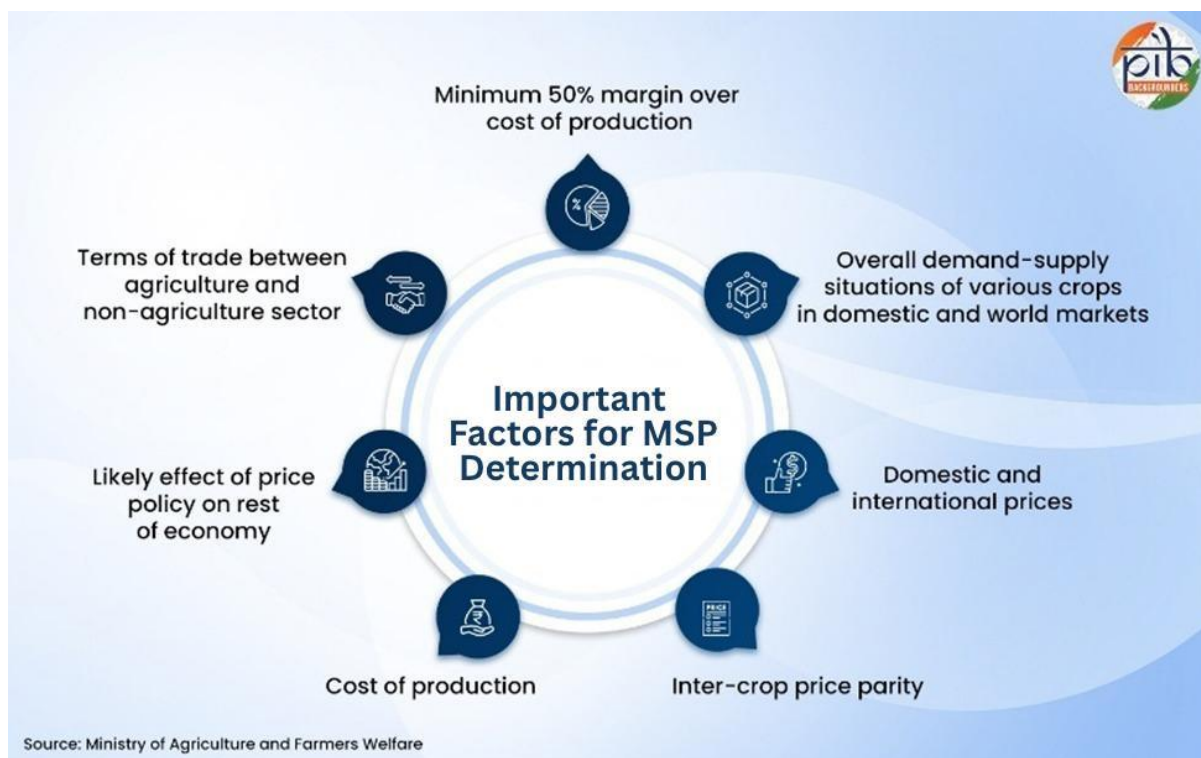 pib
BACKGROUNDERS
Minimum 50% margin over
cost of production
Overall demand-supply
situations of various crops
in domestic and world markets
Domestic and
international prices
PRICE
Inter-crop price parity
Cost of production
Likely effect of price
policy on rest
of economy
Terms of trade between
agriculture and
non-agriculture sector
Important
Factors for MSP
Determination
Source: Ministry of Agriculture and Farmers Welfare